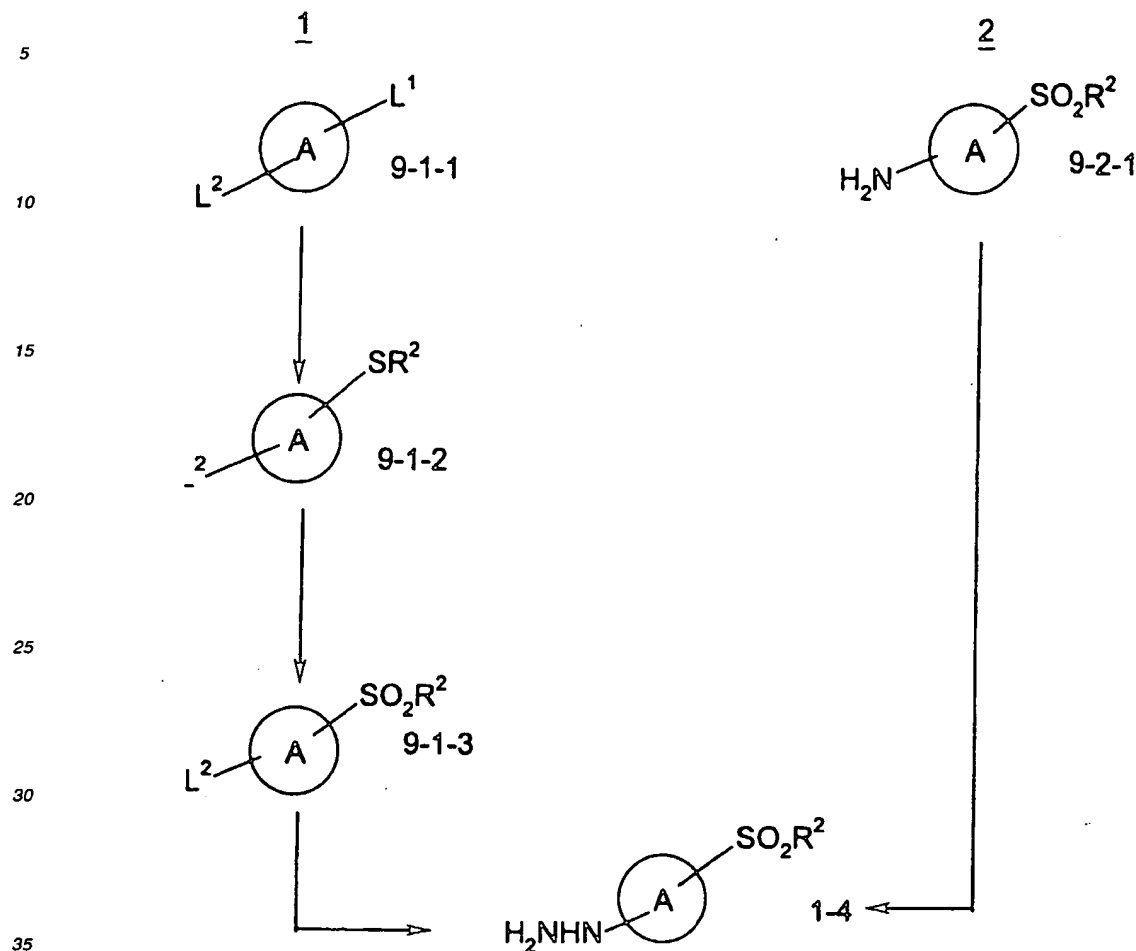 1
2
5
L¹
SO₂R²
A
9-1-1
A
9-2-1
L²
H₂N
10
15
SR²
A
9-1-2
-²
20
25
SO₂R²
A
9-1-3
L²
30
SO₂R²
A
1-4
H₂NHN
35